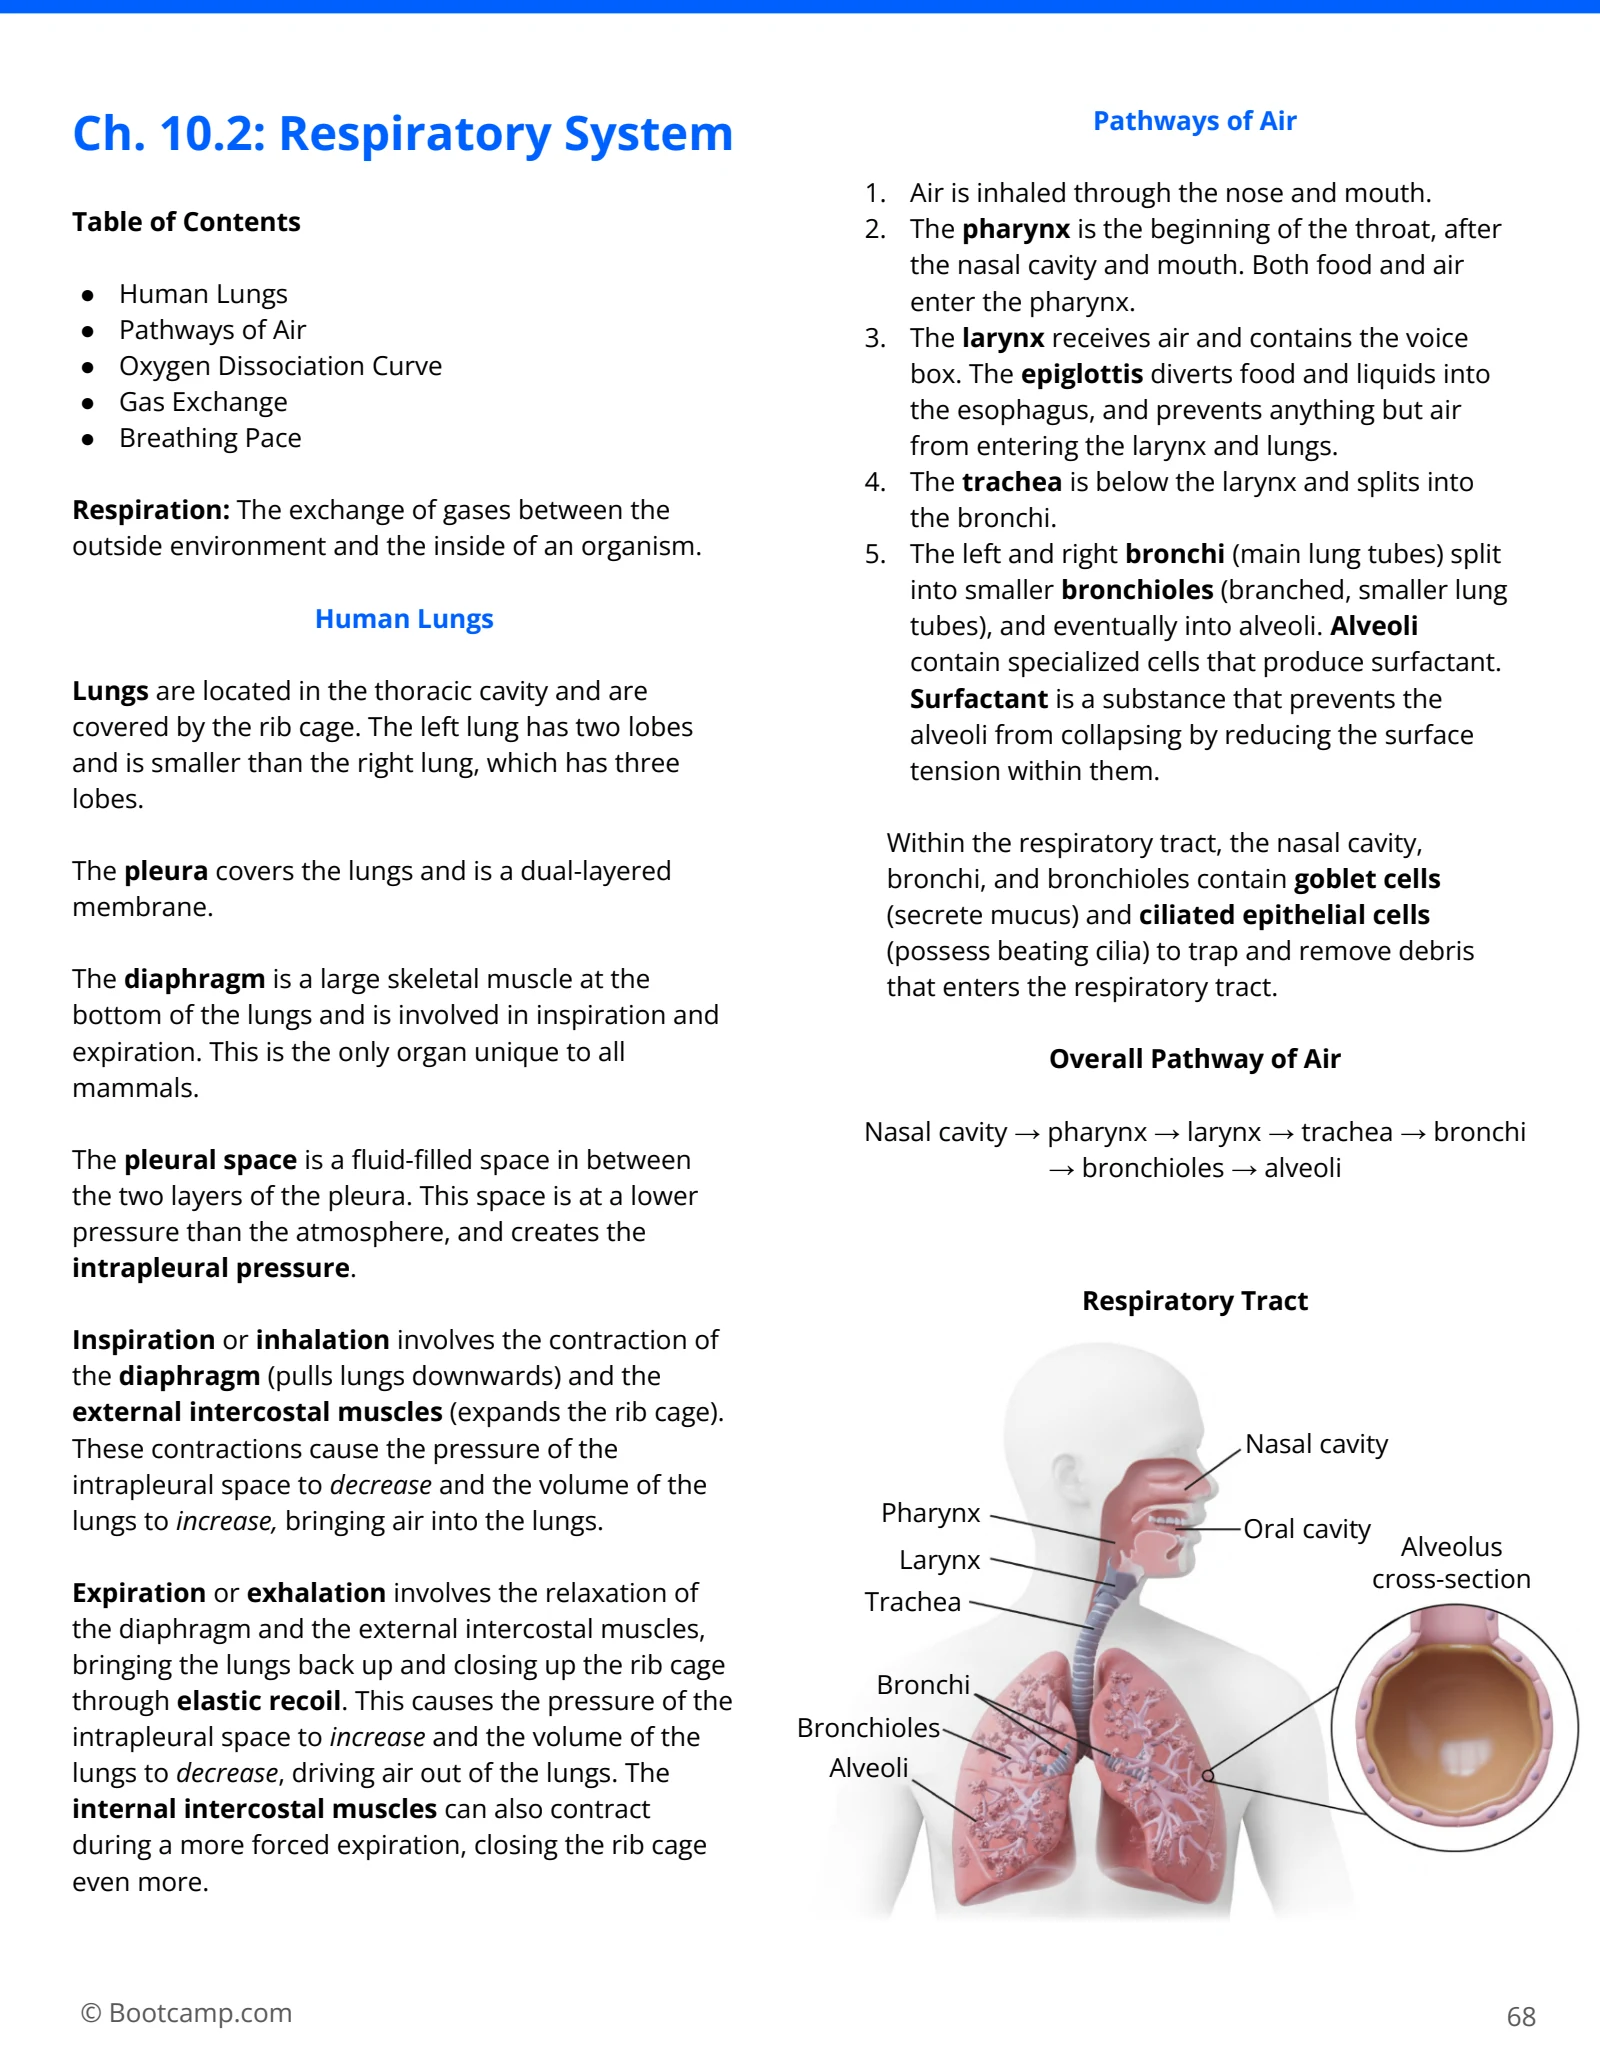 Ch. 10.2: Respiratory System
Table of Contents
● Human Lungs
● Pathways of Air
● Oxygen Dissociation Curve
● Gas Exchange
● Breathing Pace
Respiration: The exchange of gases between the
outside environment and the inside of an organism.
Human Lungs
Lungs are located in the thoracic cavity and are
covered by the rib cage. The left lung has two lobes
and is smaller than the right lung, which has three
lobes.
The pleura covers the lungs and is a dual-layered
membrane.
The diaphragm is a large skeletal muscle at the
bottom of the lungs and is involved in inspiration and
expiration. This is the only organ unique to all
mammals.
The pleural space is a fluid-filled space in between
the two layers of the pleura. This space is at a lower
pressure than the atmosphere, and creates the
intrapleural pressure.
Inspiration or inhalation involves the contraction of
the diaphragm (pulls lungs downwards) and the
external intercostal muscles (expands the rib cage).
These contractions cause the pressure of the
intrapleural space to decrease and the volume of the
lungs to increase, bringing air into the lungs.
Expiration or exhalation involves the relaxation of
the diaphragm and the external intercostal muscles,
bringing the lungs back up and closing up the rib cage
through elastic recoil. This causes the pressure of the
intrapleural space to increase and the volume of the
lungs to decrease, driving air out of the lungs. The
internal intercostal muscles can also contract
during a more forced expiration, closing the rib cage
even more.
Pathways of Air
1. Air is inhaled through the nose and mouth.
2. The pharynx is the beginning of the throat, after
the nasal cavity and mouth. Both food and air
enter the pharynx.
3. The larynx receives air and contains the voice
box. The epiglottis diverts food and liquids into
the esophagus, and prevents anything but air
from entering the larynx and lungs.
4. The trachea is below the larynx and splits into
the bronchi.
5. The left and right bronchi (main lung tubes) split
into smaller bronchioles (branched, smaller lung
tubes), and eventually into alveoli. Alveoli
contain specialized cells that produce surfactant.
Surfactant is a substance that prevents the
alveoli from collapsing by reducing the surface
tension within them.
Within the respiratory tract, the nasal cavity,
bronchi, and bronchioles contain goblet cells
(secrete mucus) and ciliated epithelial cells
(possess beating cilia) to trap and remove debris
that enters the respiratory tract.
Overall Pathway of Air
Nasal cavity → pharynx → larynx → trachea → bronchi
→ bronchioles → alveoli
Respiratory Tract
Nasal cavity
Pharynx
Oral cavity
Larynx
Alveolus
cross-section
Trachea
Bronchi
Bronchioles
Alveoli
© Bootcamp.com
68